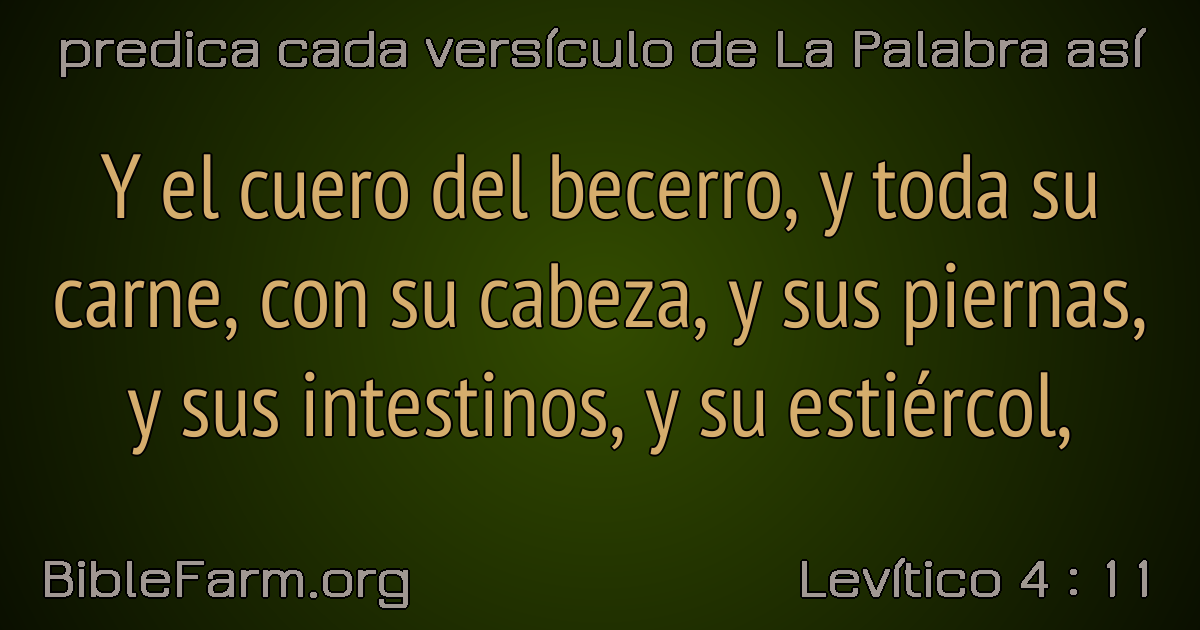 predica cada versículo de La Palabra así
Y el cuero del becerro, y toda su
carne, con su cabeza, y sus piernas,
y sus intestinos, y su estiércol,
BibleFarm.org
Levítico 4 : 11